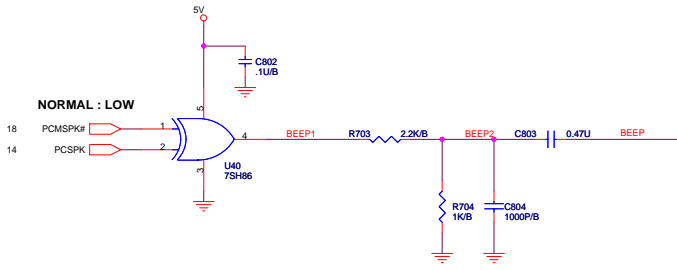 5V
C802
.1U/B
NORMAL : LOW
5
18 PCMSPK# 1
4 BEEP1 R703 2.2K/B BEEP2 C803 0.47U BEEP
14 PCSPK 2
3
U40
7SH86
R704
1K/B
C804
1000P/B